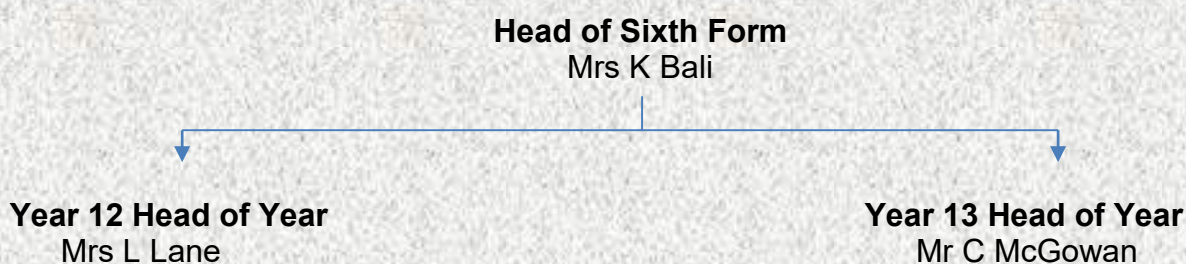 Head of Sixth Form
Mrs K Bali
Year 12 Head of Year
Mrs L Lane
Year 13 Head of Year
Mr C McGowan